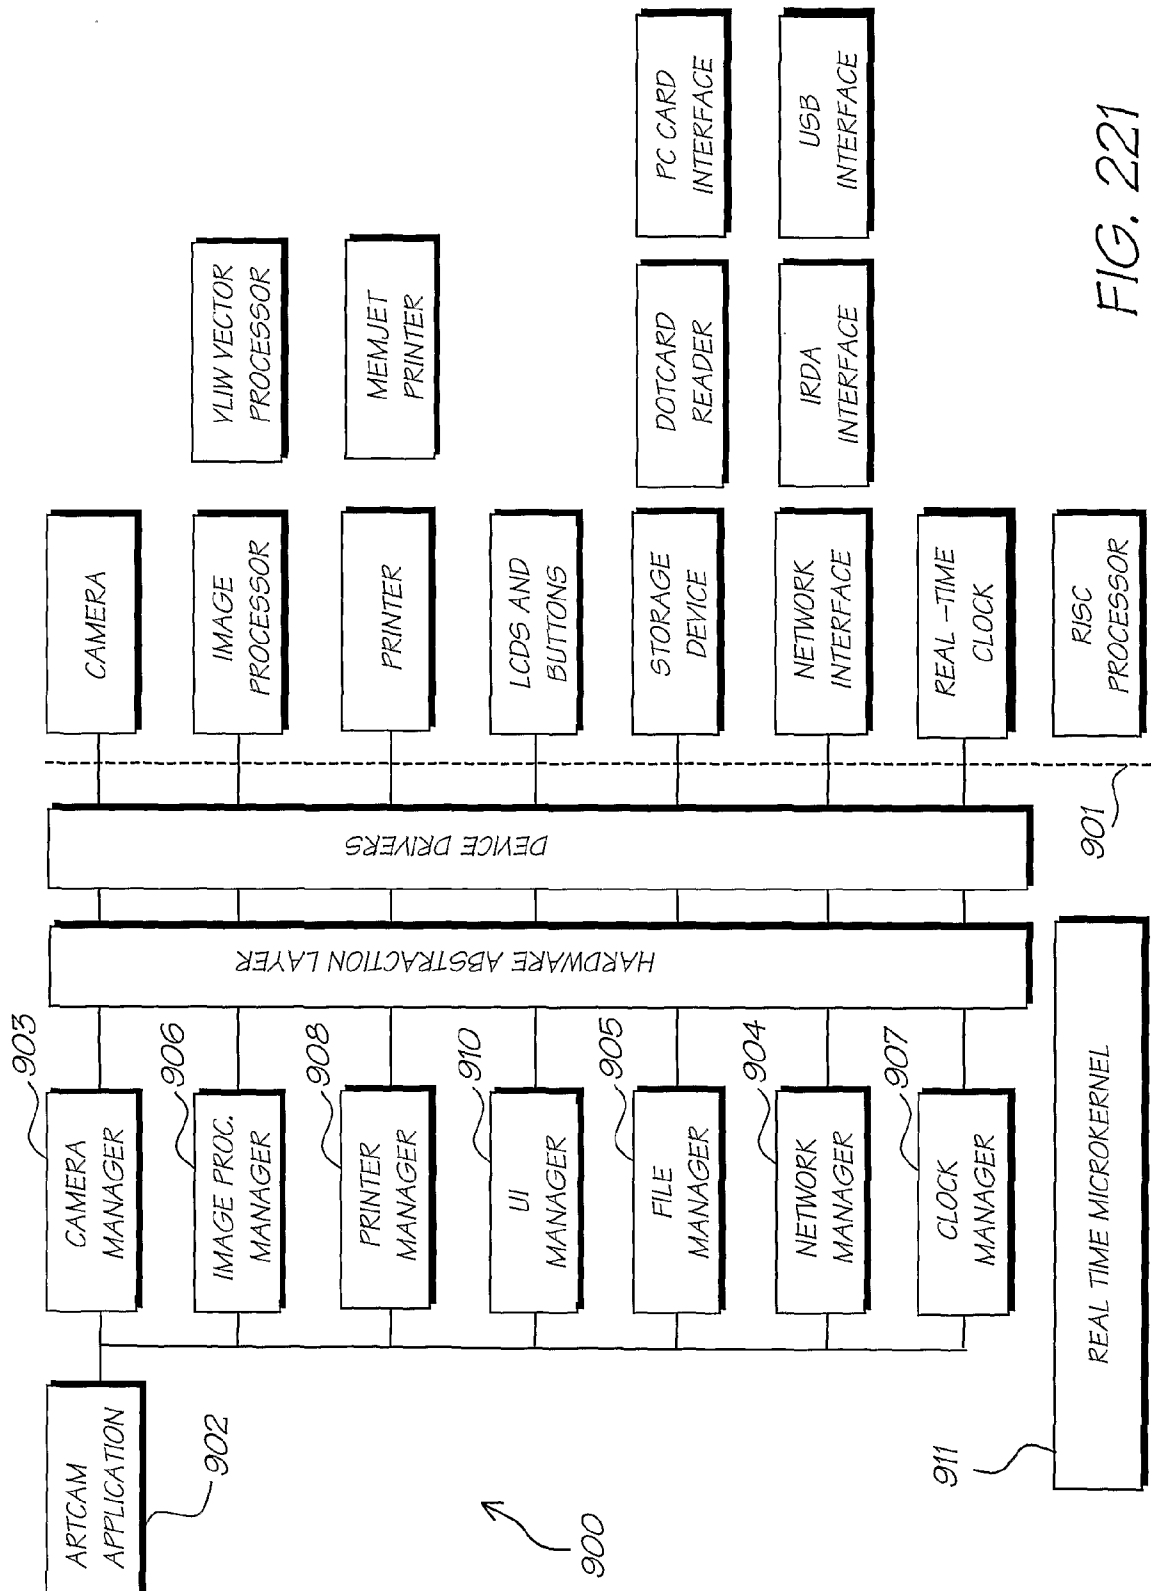 ARTCAM
APPLICATION
902
CAMERA
MANAGER
903
IMAGE PROC.
MANAGER
906
PRINTER
MANAGER
908
UI
MANAGER
910
FILE
MANAGER
905
NETWORK
MANAGER
904
CLOCK
MANAGER
907
REAL TIME MICROKERNEL
911
HARDWARE ABSTRACTION LAYER
DEVICE DRIVERS
901
CAMERA
IMAGE
PROCESSOR
VLIW VECTOR
PROCESSOR
PRINTER
MEMJET
PRINTER
LCDS AND
BUTTONS
STORAGE
DEVICE
DOTCARD
READER
PC CARD
INTERFACE
NETWORK
INTERFACE
IRDA
INTERFACE
USB
INTERFACE
REAL-TIME
CLOCK
RISC
PROCESSOR
900
FIG. 221